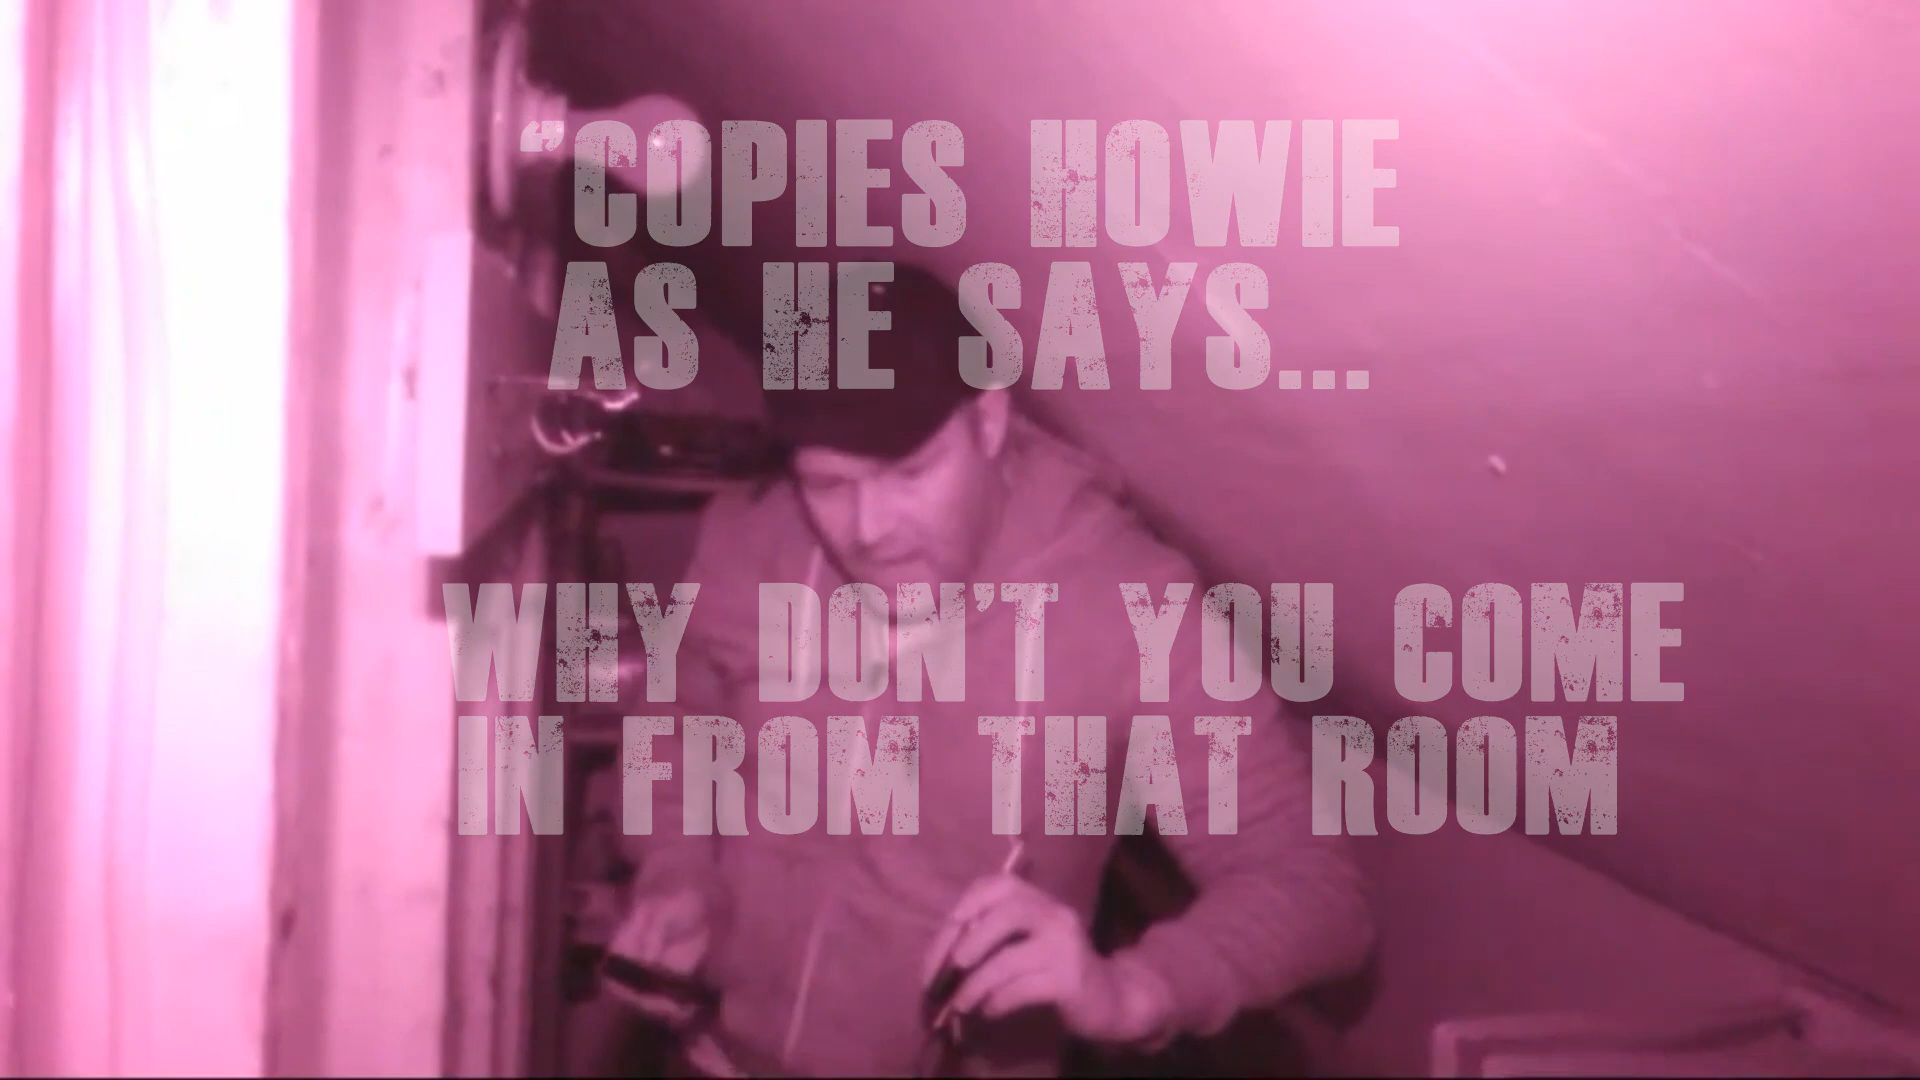 "COPIES HOWIE
AS HE SAYS...
WHY DON'T YOU COME
IN FROM THAT ROOM